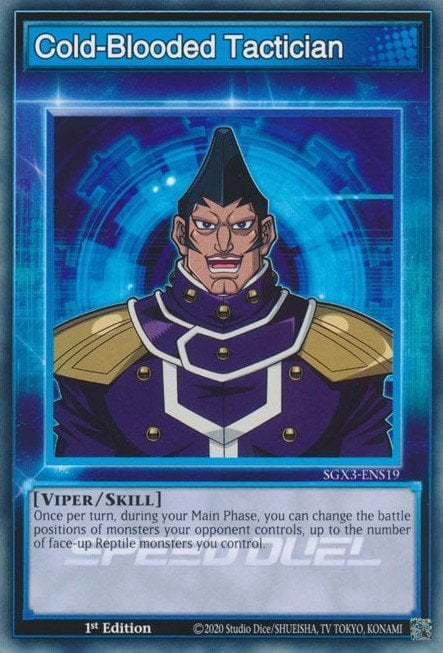 Cold-Blooded Tactician
SGX3-ENS19
[VIPER/SKILL]
Once per turn, during your Main Phase, you can change the battle
positions of monsters your opponent controls, up to the number
of face-up Reptile monsters you control.
SPEED DUEL
1st Edition
©2020 Studio Dice/SHUEISHA, TV TOKYO, KONAMI